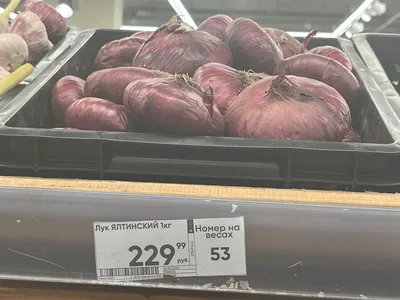 Лук ЯЛТИНСКИЙ 1кг
229 99
руб.
Номер на
весах
53